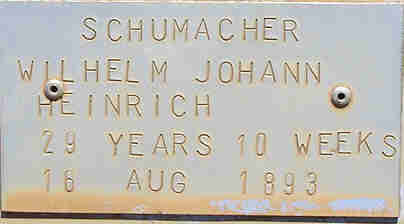 SCHUMACHER
WILHELM JOHANN
HEINRICH
29 YEARS 10 WEEKS
16 AUG 1893